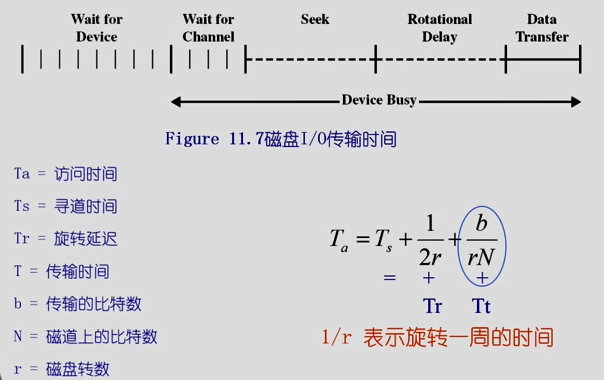 Wait for Device
Wait for Channel
Seek
Rotational Delay
Data Transfer
Device Busy
Figure 11.7磁盘I/O传输时间
Ta = 访问时间
Ts = 寻道时间
Tr = 旋转延迟
T = 传输时间
b = 传输的比特数
N = 磁道上的比特数
r = 磁盘转数
T_a = T_s + 1/2r + b/rN
= + +
Tr Tt
1/r 表示旋转一周的时间